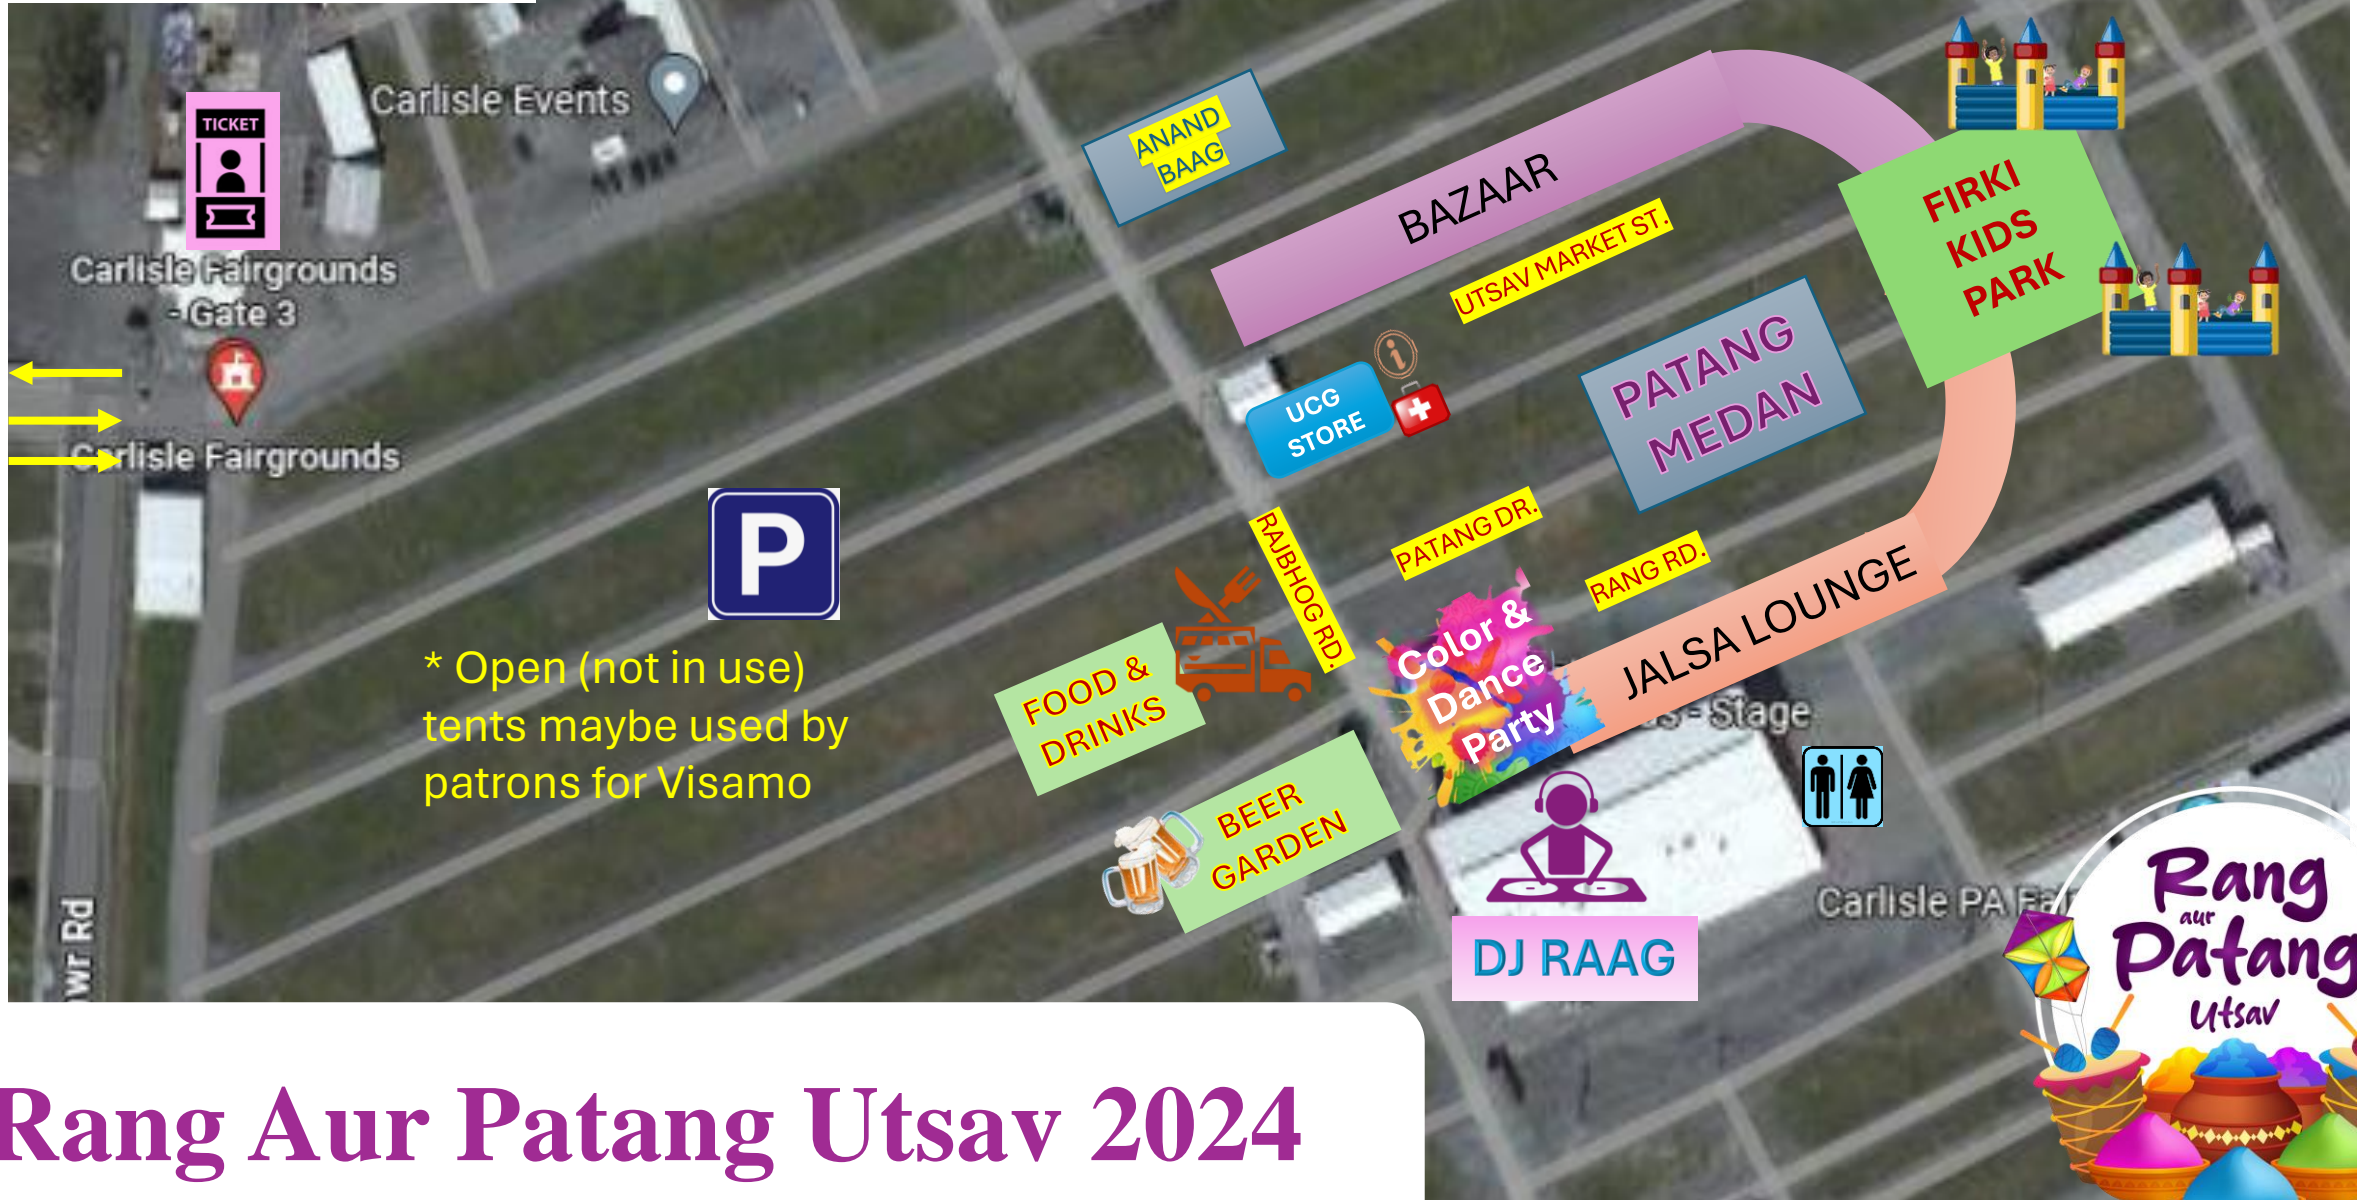 TICKET
Carlisle Events
Carlisle Fairgrounds
- Gate 3
Carlisle Fairgrounds
ANAND
BAAG
BAZAAR
UTSAV MARKET ST.
FIRKI
KIDS
PARK
PATANG
MEDAN
i
UCG
STORE
P
RAJBHOG RD.
PATANG DR.
RANG RD.
* Open (not in use)
tents maybe used by
patrons for Visamo
FOOD &
DRINKS
Color &
Dance
Party
JALSA LOUNGE
- Stage
BEER
GARDEN
DJ RAAG
Carlisle PA
wr Rd
Rang
aur
Patang
Utsav
Rang Aur Patang Utsav 2024